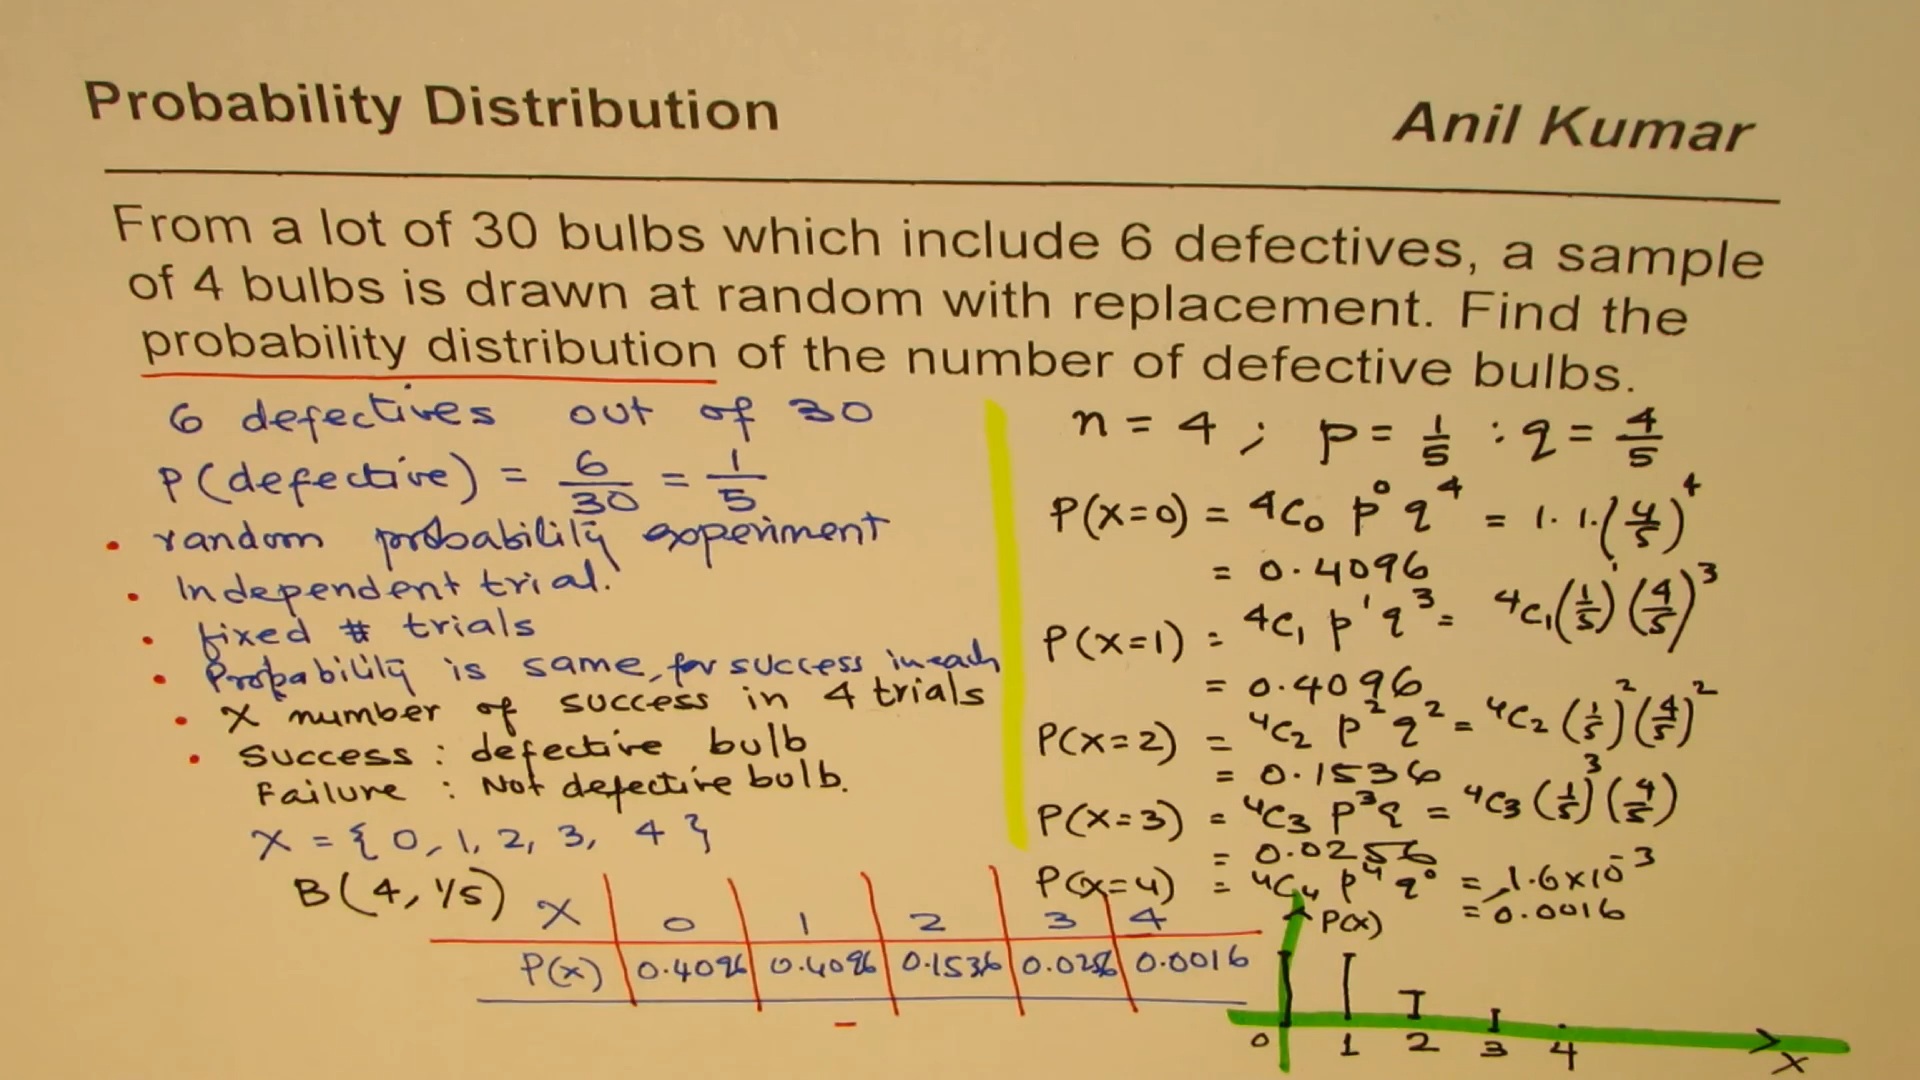 Probability Distribution
Anil Kumar
From a lot of 30 bulbs which include 6 defectives, a sample
of 4 bulbs is drawn at random with replacement. Find the
probability distribution of the number of defective bulbs.
6 defectives out of 30
P(defective) = 6/30 = 1/5
• random probability experiment
• Independent trial.
• fixed # trials
• Probability is same, for success in each
• X number of success in 4 trials
• Success : defective bulb
Failure : Not defective bulb.
X = {0, 1, 2, 3, 4}
B(4, 1/5)
n = 4 ; p = 1/5 : q = 4/5
P(X=0) = 4C0 p⁰ q⁴ = 1. 1. (4/5)⁴
= 0.4096
P(X=1) = 4C1 p¹ q³ = 4C1 (1/5)¹ (4/5)³
= 0.4096
P(X=2) = 4C2 p² q² = 4C2 (1/5)² (4/5)²
= 0.1536
P(X=3) = 4C3 p³q = 4C3 (1/5)³ (4/5)
= 0.0256
P(X=4) = 4C4 p⁴ q⁰ = 1.6x10⁻³
= 0.0016
X 0 1 2 3 4
P(x) 0.4096 0.4096 0.1536 0.0256 0.0016
P(x)
0 1 2 3 4 X